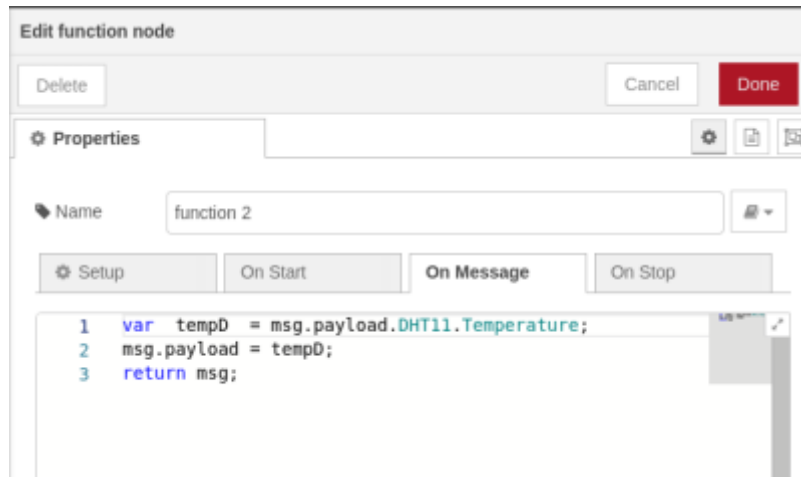 Edit function node
Delete Cancel Done
Properties
Name function 2
Setup On Start On Message On Stop
1 var  tempD  = msg.payload.DHT11.Temperature;
2 msg.payload = tempD;
3 return msg;